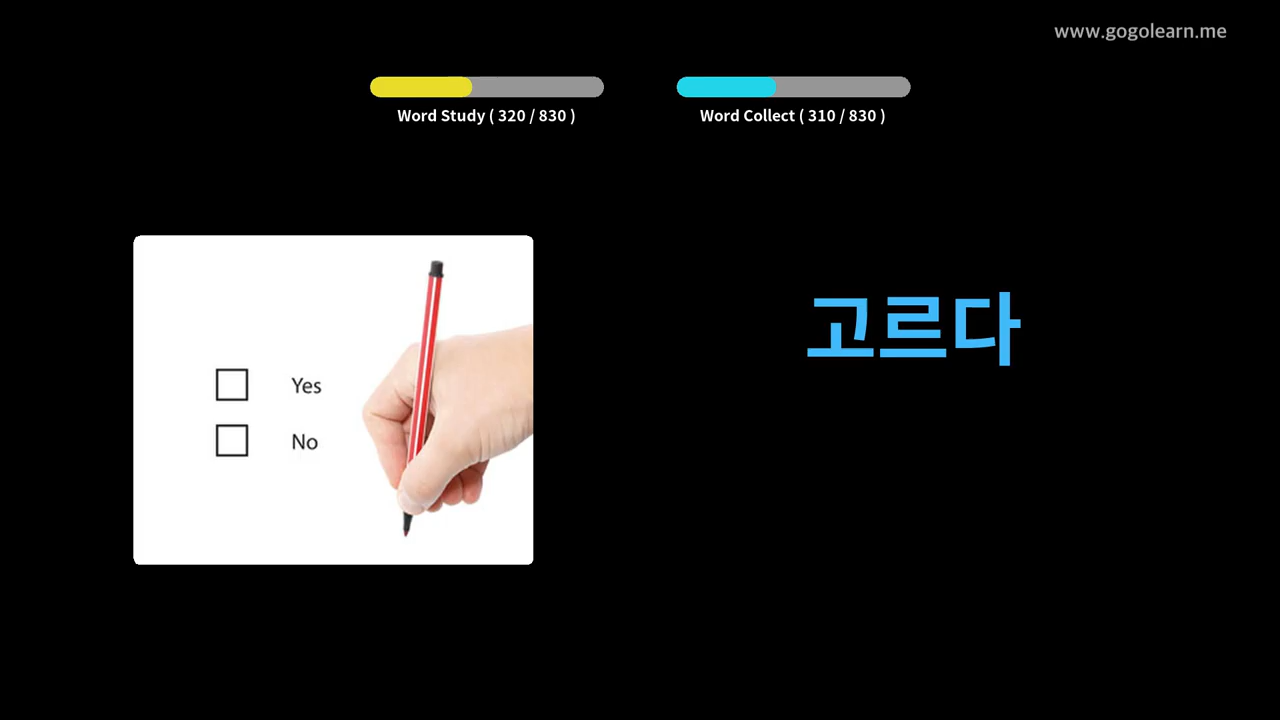 www.gogolearn.me
Word Study ( 320 / 830 )
Word Collect ( 310 / 830 )
Yes
No
고르다